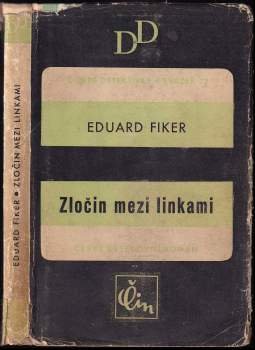 DD
EDUARD FIKER
Zločin mezi linkami
Čin
EDUARD FIKER • ZLOČIN MEZI LINKAMI